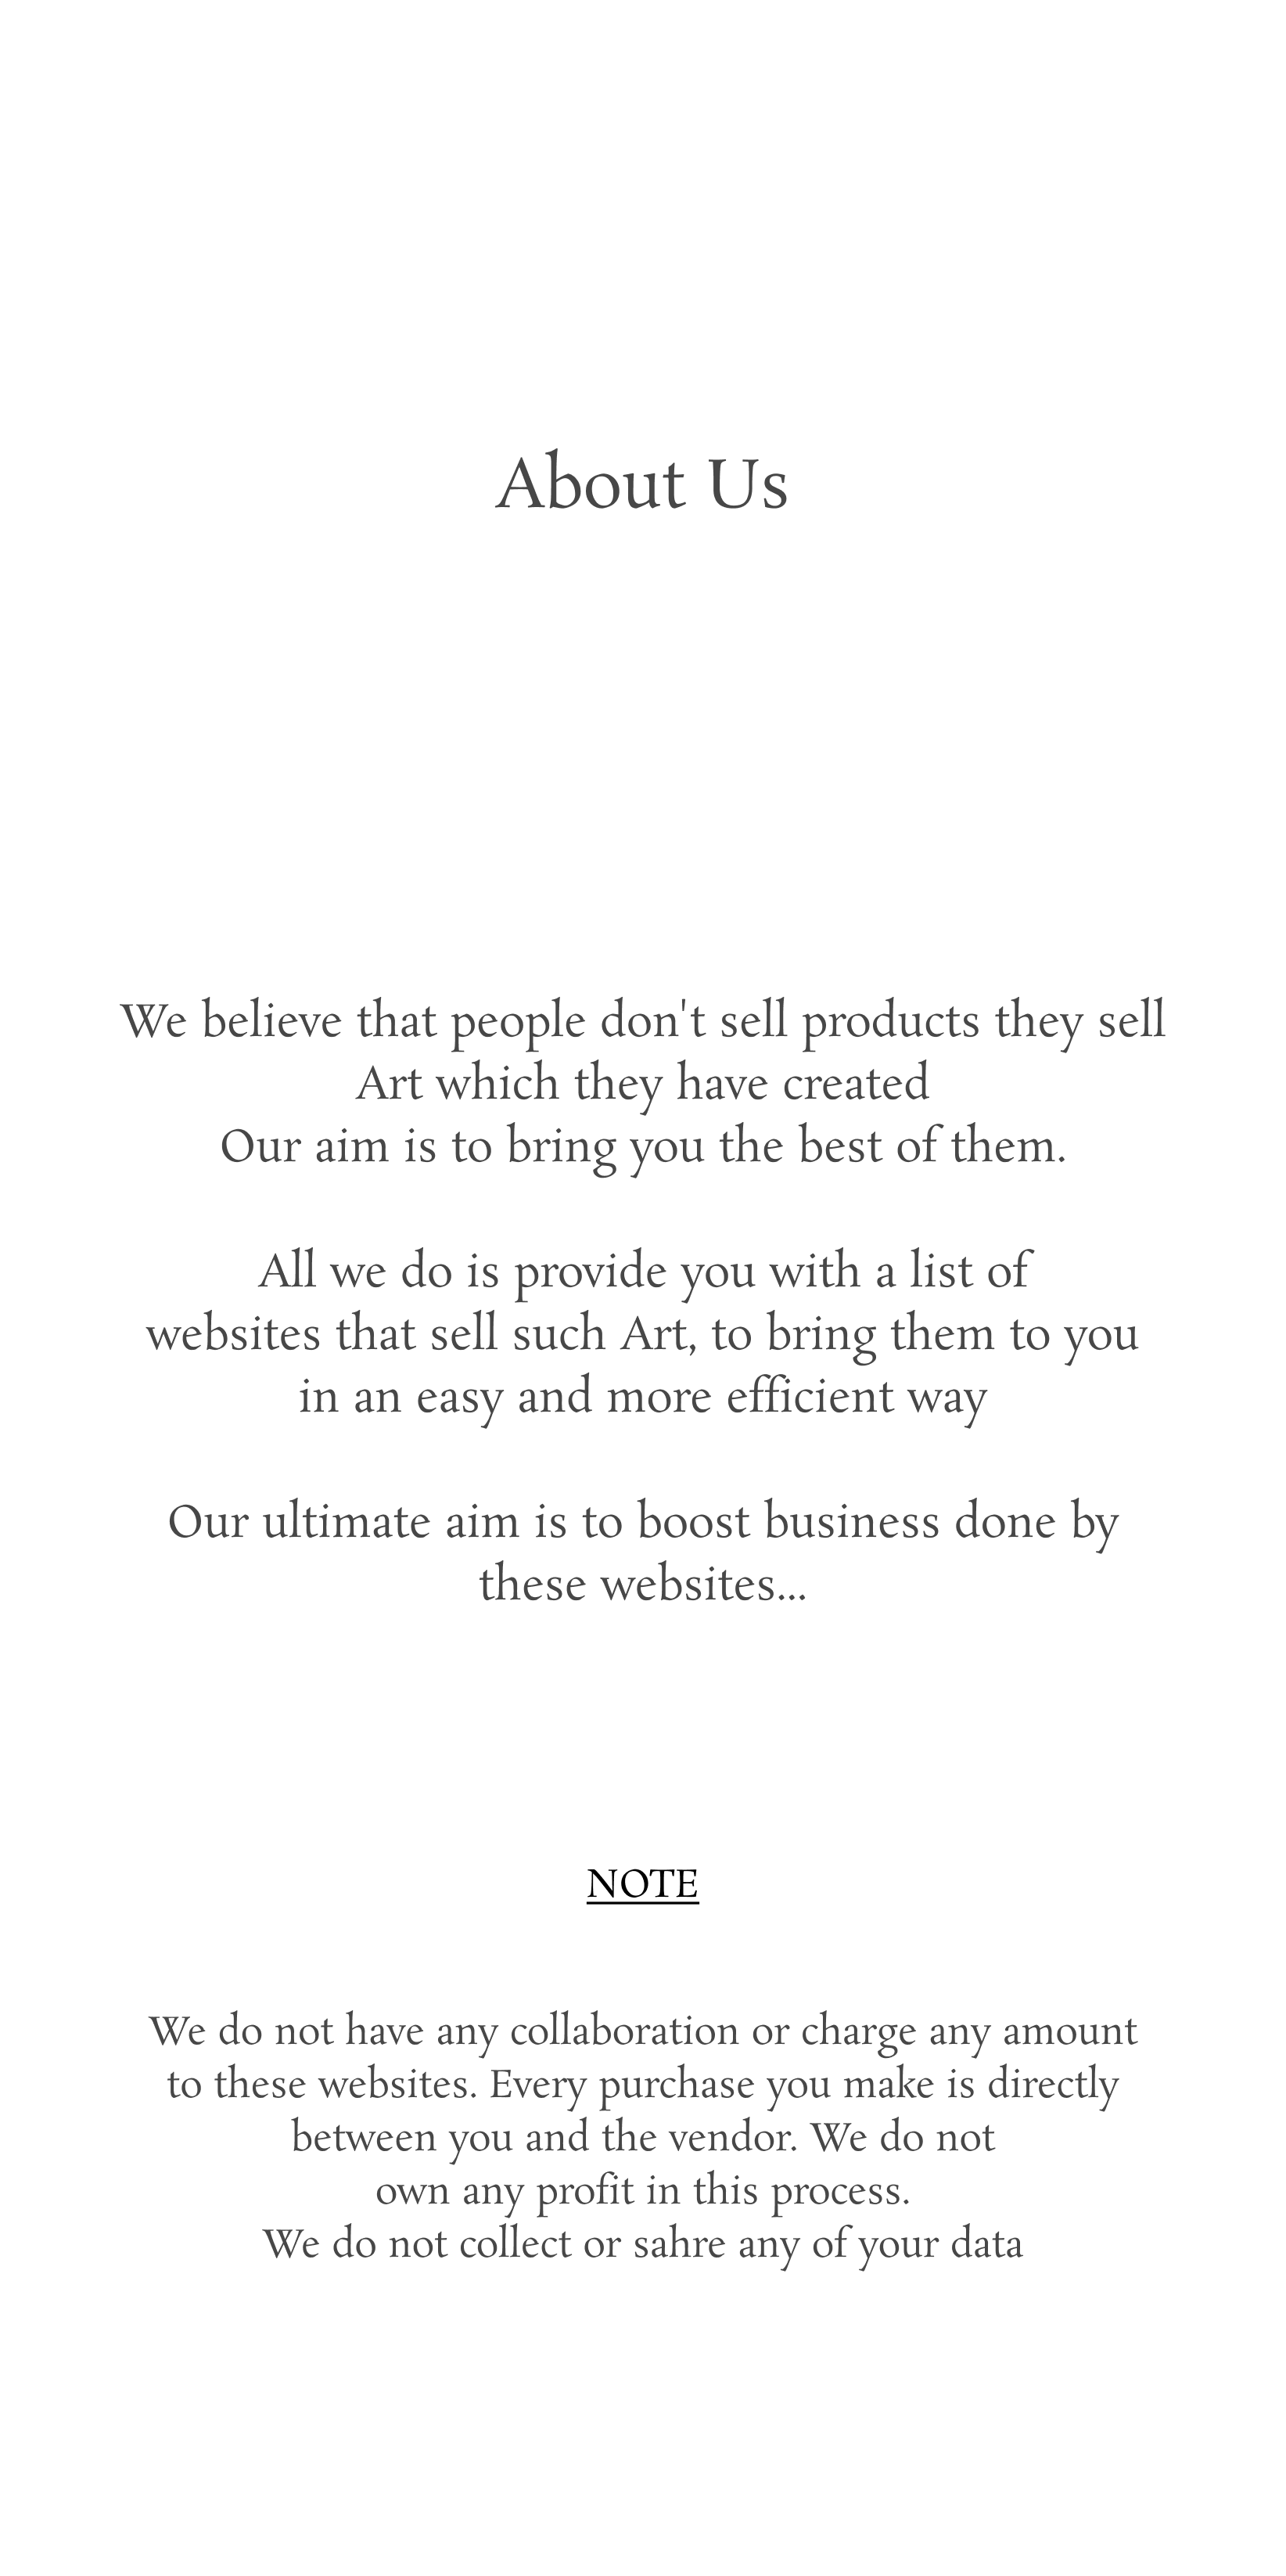 About Us
We believe that people don't sell products they sell
Art which they have created
Our aim is to bring you the best of them.
All we do is provide you with a list of
websites that sell such Art, to bring them to you
in an easy and more efficient way
Our ultimate aim is to boost business done by
these websites...
NOTE
We do not have any collaboration or charge any amount
to these websites. Every purchase you make is directly
between you and the vendor. We do not
own any profit in this process.
We do not collect or sahre any of your data